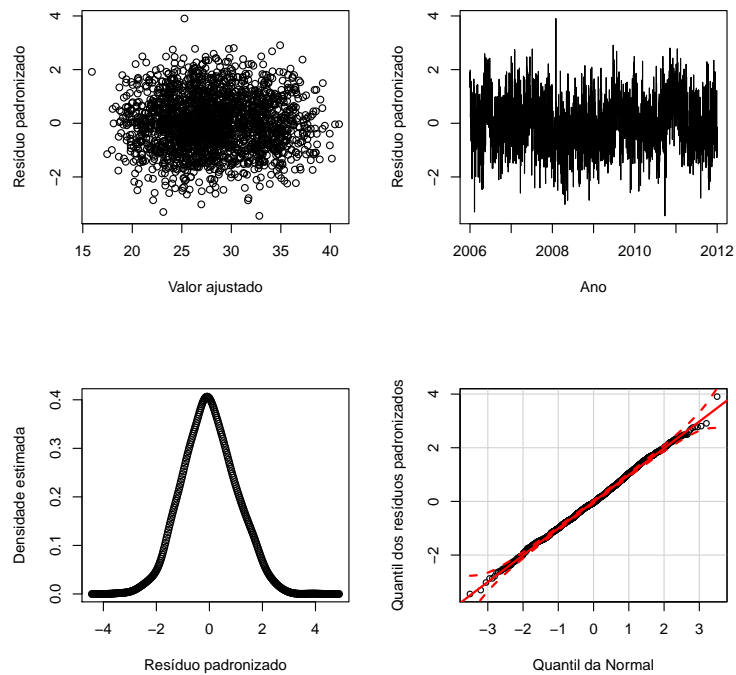 Resíduo padronizado
4
2
0
−2
15 20 25 30 35 40
Valor ajustado
Resíduo padronizado
4
2
0
−2
2006 2008 2010 2012
Ano
Densidade estimada
0.4
0.3
0.2
0.1
0.0
−4 −2 0 2 4
Resíduo padronizado
Quantil dos resíduos padronizados
4
2
0
−2
−3 −2 −1 0 1 2 3
Quantil da Normal